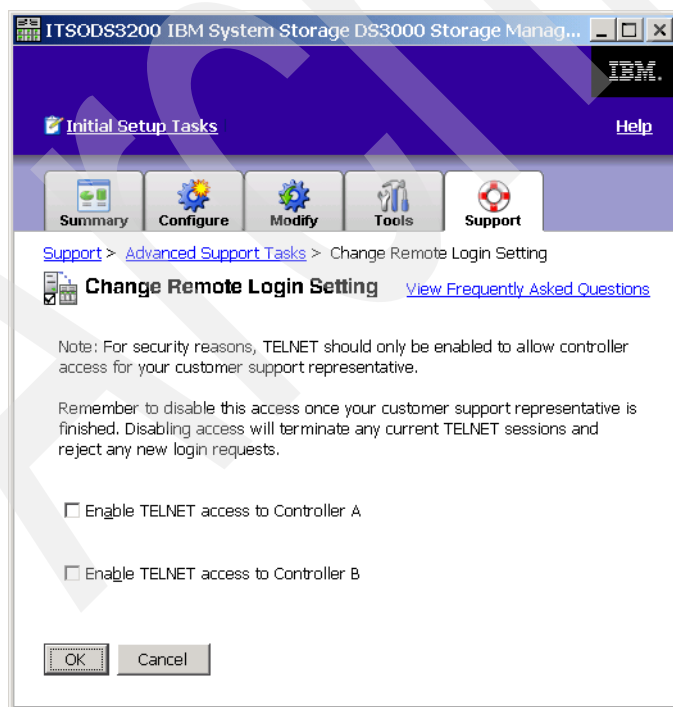 ITSODS3200 IBM System Storage DS3000 Storage Manag...
IBM.
Initial Setup Tasks
Help
Summary
Configure
Modify
Tools
Support
Support > Advanced Support Tasks > Change Remote Login Setting
Change Remote Login Setting
View Frequently Asked Questions
Note: For security reasons, TELNET should only be enabled to allow controller
access for your customer support representative.
Remember to disable this access once your customer support representative is
finished. Disabling access will terminate any current TELNET sessions and
reject any new login requests.
Enable TELNET access to Controller A
Enable TELNET access to Controller B
OK
Cancel